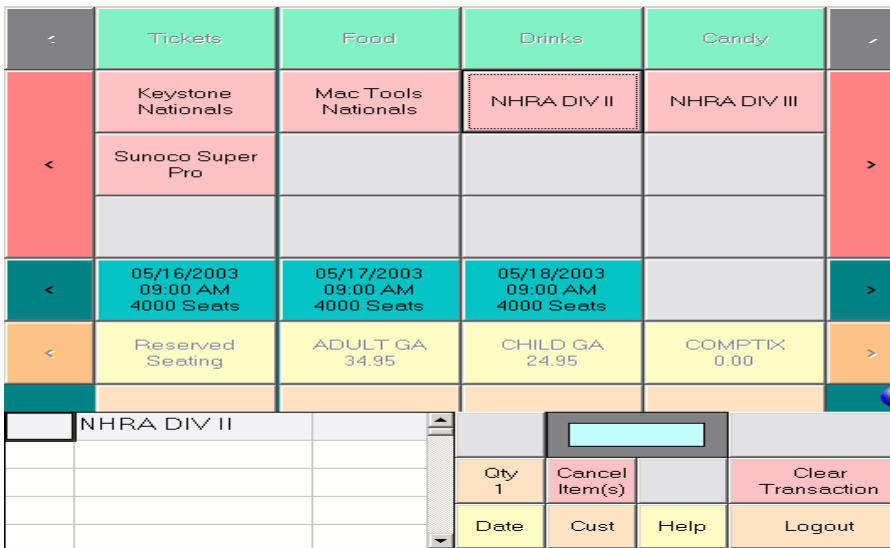 < Tickets Food Drinks Candy
Keystone
Nationals
Mac Tools
Nationals
NHRA DIV II
NHRA DIV III
< Sunoco Super
Pro
>
< 05/16/2003
09:00 AM
4000 Seats
05/17/2003
09:00 AM
4000 Seats
05/18/2003
09:00 AM
4000 Seats
>
< Reserved
Seating
ADULT GA
34.95
CHILD GA
24.95
COMPTIX
0.00
>
NHRA DIV II
Qty
1
Cancel
Item(s)
Clear
Transaction
Date Cust Help Logout